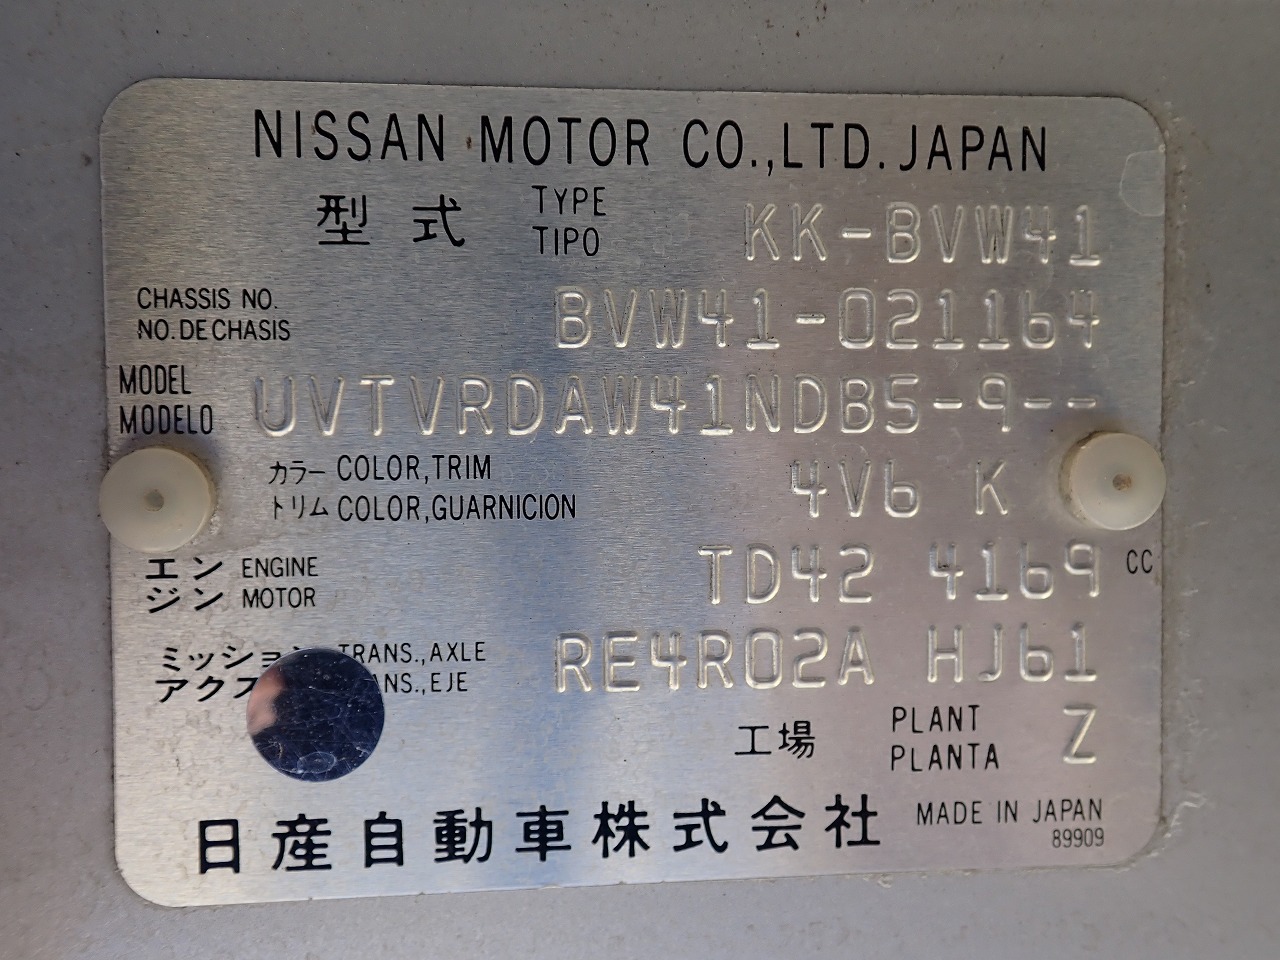 NISSAN MOTOR CO.,LTD.JAPAN
型式 TYPE TIPO KK-BVW41
CHASSIS NO. BVW41-021164
NO.DE CHASIS
MODEL UVTVRDAW41NDB5-9--
MODELO
カラー COLOR,TRIM 4V6 K
トリム COLOR,GUARNICION
エン ENGINE TD42 4169 CC
ジン MOTOR
ミッション TRANS.,AXLE RE4R02A HJ61
アクス ANS.,EJE
工場 PLANT Z
PLANTA
日産自動車株式会社 MADE IN JAPAN
89909